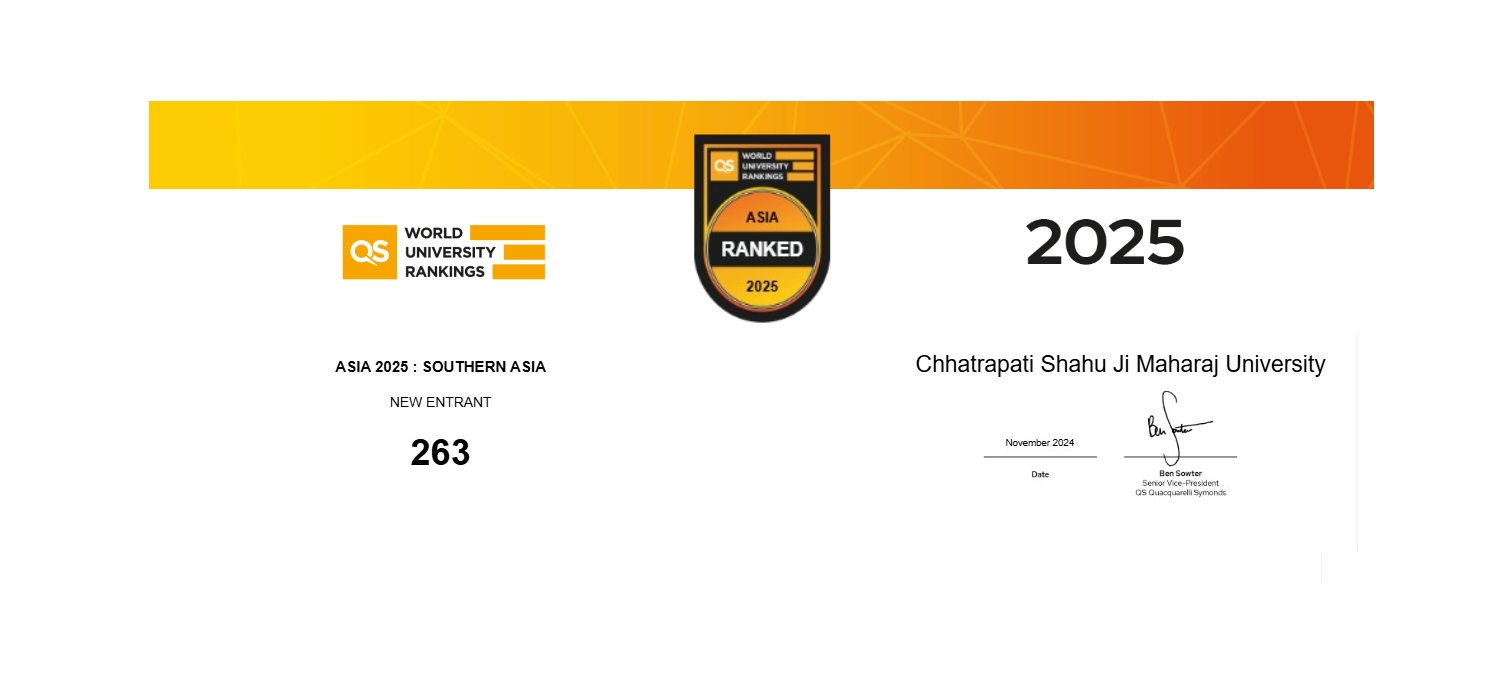 QS
WORLD
UNIVERSITY
RANKINGS
ASIA
RANKED
2025
QS
WORLD
UNIVERSITY
RANKINGS
2025
ASIA 2025 : SOUTHERN ASIA
NEW ENTRANT
263
Chhatrapati Shahu Ji Maharaj University
November 2024
Date
Ben Sowter
Ben Sowter
Senior Vice-President
QS Quacquarelli Symonds